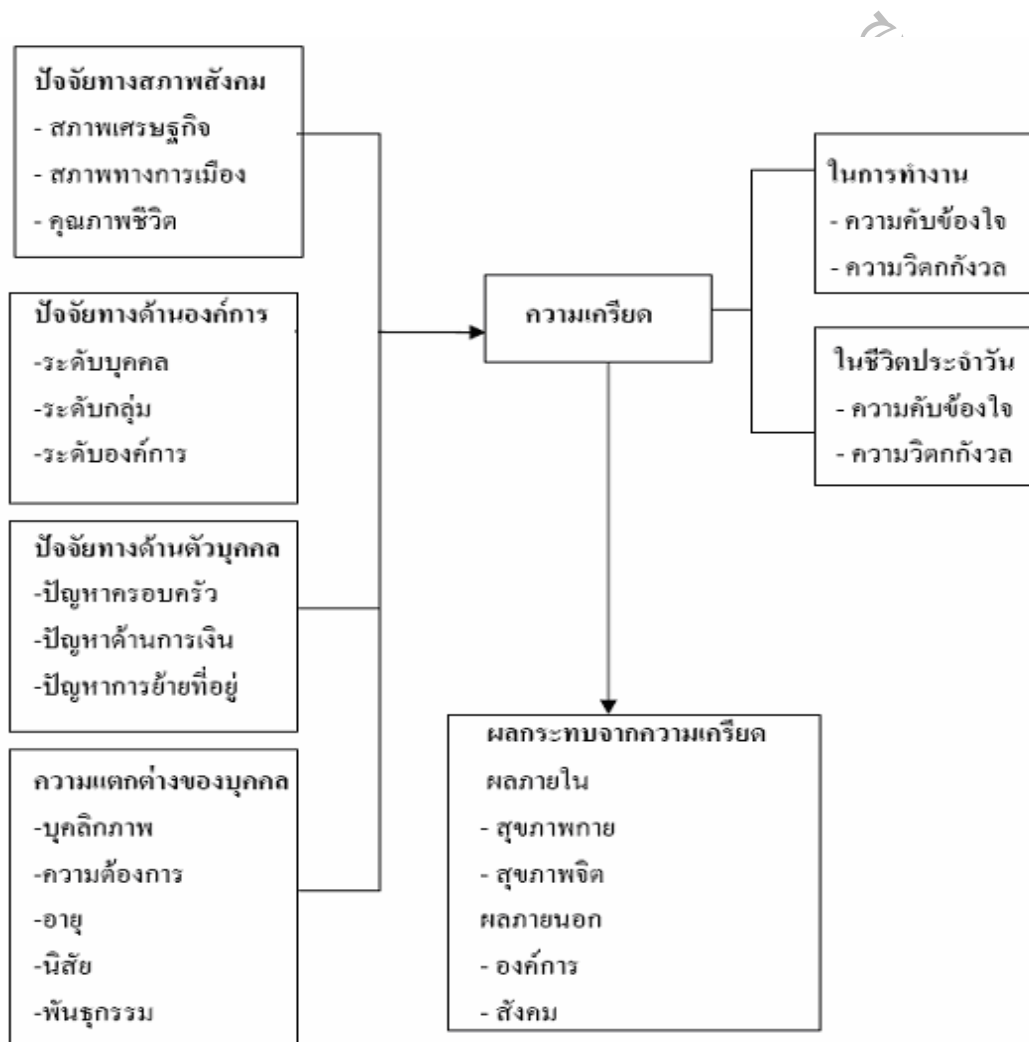 ปัจจัยทางสภาพสังคม
- สภาพเศรษฐกิจ
- สภาพทางการเมือง
- คุณภาพชีวิต
ปัจจัยทางด้านองค์การ
-ระดับบุคคล
-ระดับกลุ่ม
-ระดับองค์การ
ปัจจัยทางด้านตัวบุคคล
-ปัญหาครอบครัว
-ปัญหาด้านการเงิน
-ปัญหาการย้ายที่อยู่
ความแตกต่างของบุคคล
-บุคลิกภาพ
-ความต้องการ
-อายุ
-นิสัย
-พันธุกรรม
ความเครียด
ในการทำงาน
- ความคับข้องใจ
- ความวิตกกังวล
ในชีวิตประจำวัน
- ความคับข้องใจ
- ความวิตกกังวล
ผลกระทบจากความเครียด
ผลภายใน
- สุขภาพกาย
- สุขภาพจิต
ผลภายนอก
- องค์การ
- สังคม